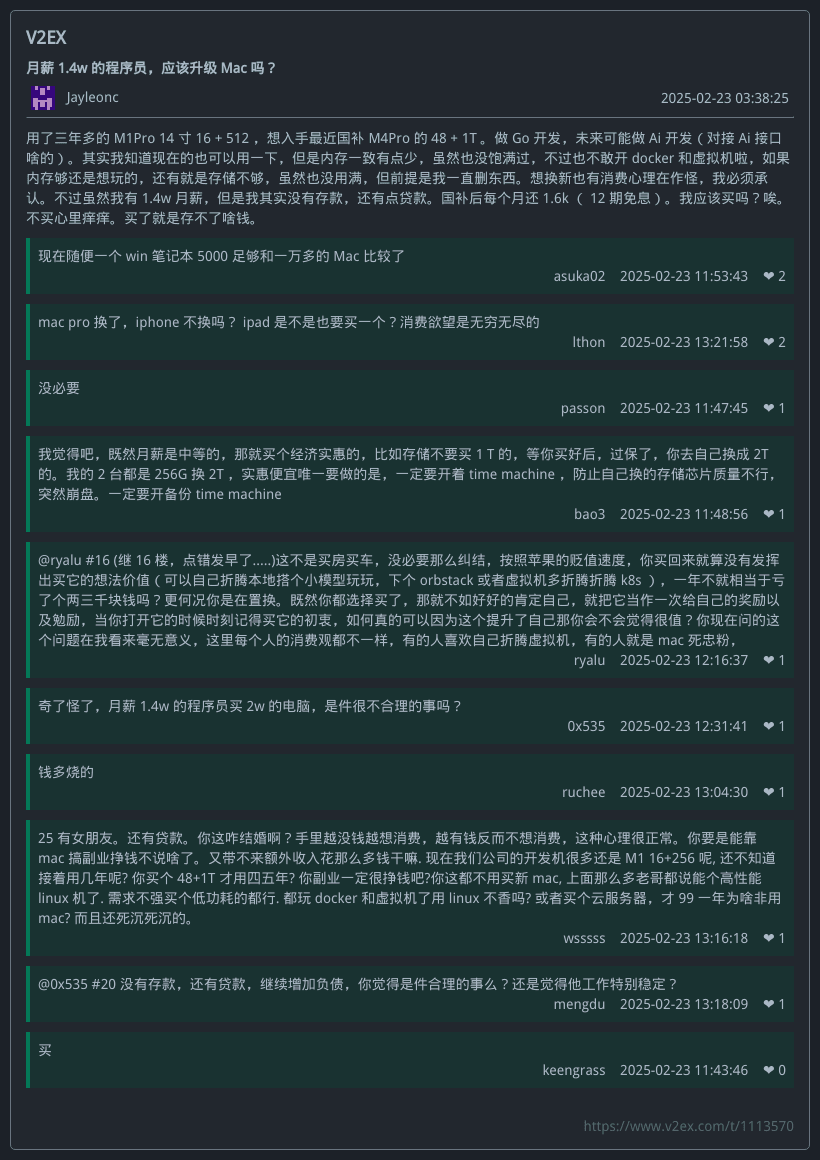 V2EX
月薪 1.4w 的程序员，应该升级 Mac 吗？
Jayleonc
2025-02-23 03:38:25
用了三年多的 M1Pro 14 寸 16 + 512 ，想入手最近国补 M4Pro 的 48 + 1T 。做 Go 开发，未来可能做 Ai 开发（ 对接 Ai 接口
啥的 ）。其实我知道现在的也可以用一下，但是内存一致有点少，虽然也没饱满过，不过也不敢开 docker 和虚拟机啦，如果
内存够还是想玩的，还有就是存储不够，虽然也没用满，但前提是我一直删东西。想换新也有消费心理在作怪，我必须承
认。不过虽然我有 1.4w 月薪，但是我其实没有存款，还有点贷款。国补后每个月还 1.6k （ 12 期免息 ）。我应该买吗？唉。
不买心里痒痒。买了就是存不了啥钱。
现在随便一个 win 笔记本 5000 足够和一万多的 Mac 比较了
asuka02 2025-02-23 11:53:43 ❤ 2
mac pro 换了，iphone 不换吗？ ipad 是不是也要买一个？消费欲望是无穷无尽的
lthon 2025-02-23 13:21:58 ❤ 2
没必要
passon 2025-02-23 11:47:45 ❤ 1
我觉得吧，既然月薪是中等的，那就买个经济实惠的，比如存储不要买 1 T 的，等你买好后，过保了，你去自己换成 2T
的。我的 2 台都是 256G 换 2T ，实惠便宜唯一要做的是，一定要开着 time machine ，防止自己换的存储芯片质量不行，
突然崩盘。一定要开备份 time machine
bao3 2025-02-23 11:48:56 ❤ 1
@ryalu #16 (继 16 楼，点错发早了.....)这不是买房买车，没必要那么纠结，按照苹果的贬值速度，你买回来就算没有发挥
出买它的想法价值（ 可以自己折腾本地搭个小模型玩玩，下个 orbstack 或者虚拟机多折腾折腾 k8s ），一年不就相当于亏
了个两三千块钱吗？更何况你是在置换。既然你都选择买了，那就不如好好的肯定自己，就把它当作一次给自己的奖励以
及勉励，当你打开它的时候时刻记得买它的初衷，如何真的可以因为这个提升了自己那你会不会觉得很值？你现在问的这
个问题在我看来毫无意义，这里每个人的消费观都不一样，有的人喜欢自己折腾虚拟机，有的人就是 mac 死忠粉，
ryalu 2025-02-23 12:16:37 ❤ 1
奇了怪了，月薪 1.4w 的程序员买 2w 的电脑，是件很不合理的事吗？
0x535 2025-02-23 12:31:41 ❤ 1
钱多烧的
ruchee 2025-02-23 13:04:30 ❤ 1
25 有女朋友。还有贷款。你这咋结婚啊？手里越没钱越想消费，越有钱反而不想消费，这种心理很正常。你要是能靠
mac 搞副业挣钱不说啥了。又带不来额外收入花那么多钱干嘛. 现在我们公司的开发机很多还是 M1 16+256 呢, 还不知道
接着用几年呢? 你买个 48+1T 才用四五年? 你副业一定很挣钱吧?你这都不用买新 mac, 上面那么多老哥都说能个高性能
linux 机了. 需求不强买个低功耗的都行. 都玩 docker 和虚拟机了用 linux 不香吗? 或者买个云服务器，才 99 一年为啥非用
mac? 而且还死沉死沉的。
wsssss 2025-02-23 13:16:18 ❤ 1
@0x535 #20 没有存款，还有贷款，继续增加负债，你觉得是件合理的事么？还是觉得他工作特别稳定？
mengdu 2025-02-23 13:18:09 ❤ 1
买
keengrass 2025-02-23 11:43:46 ❤ 0
https://www.v2ex.com/t/1113570